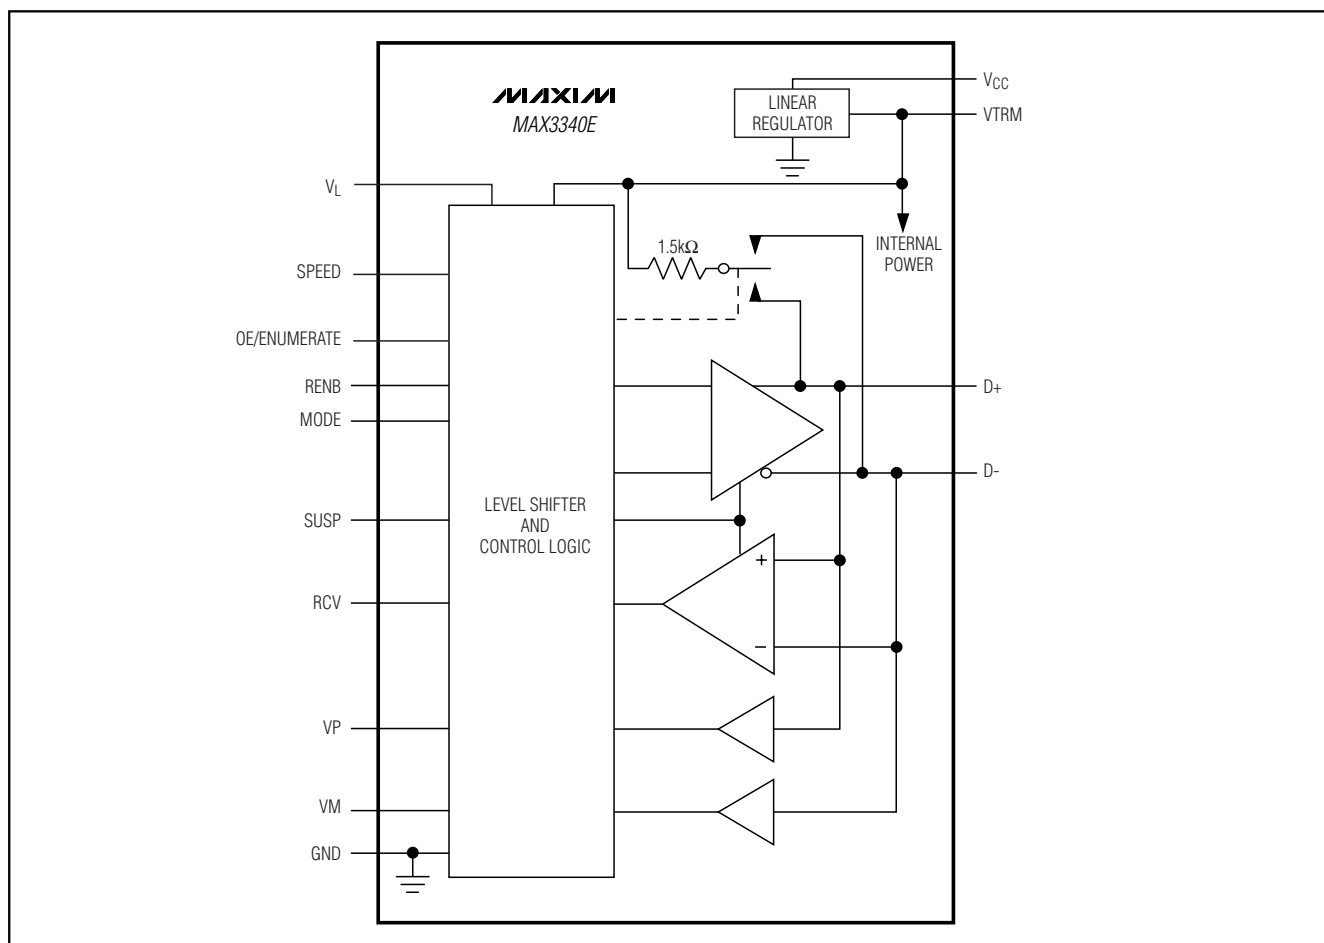 MAXIM
MAX3340E
LINEAR
REGULATOR
VCC
VTRM
VL
SPEED
OE/ENUMERATE
RENB
MODE
SUSP
RCV
VP
VM
GND
1.5kΩ
INTERNAL
POWER
LEVEL SHIFTER
AND
CONTROL LOGIC
+
−
D+
D-